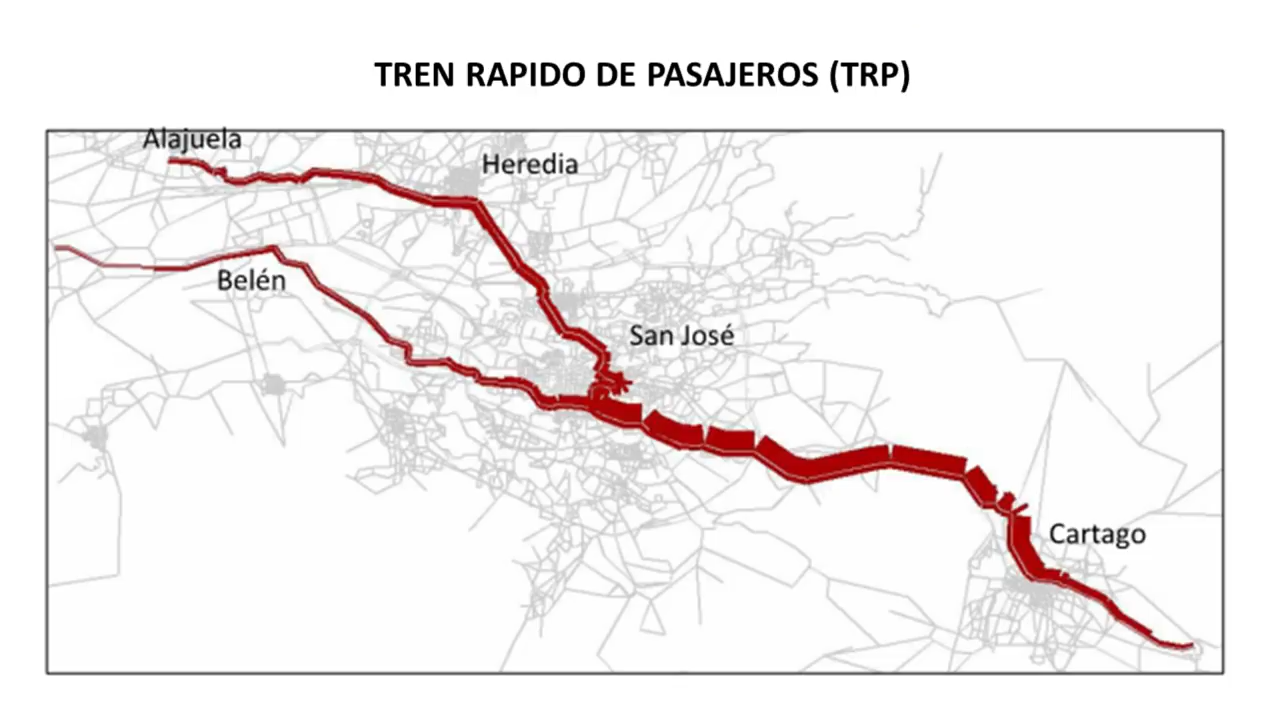 TREN RAPIDO DE PASAJEROS (TRP)
Alajuela
Heredia
Belén
San José
Cartago